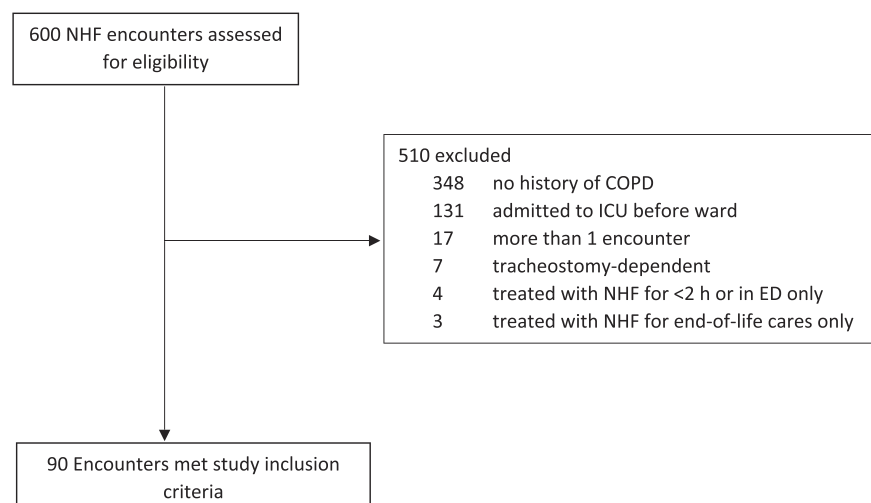 600 NHF encounters assessed
for eligibility
510 excluded
348 no history of COPD
131 admitted to ICU before ward
17 more than 1 encounter
7 tracheostomy-dependent
4 treated with NHF for <2 h or in ED only
3 treated with NHF for end-of-life cares only
90 Encounters met study inclusion
criteria